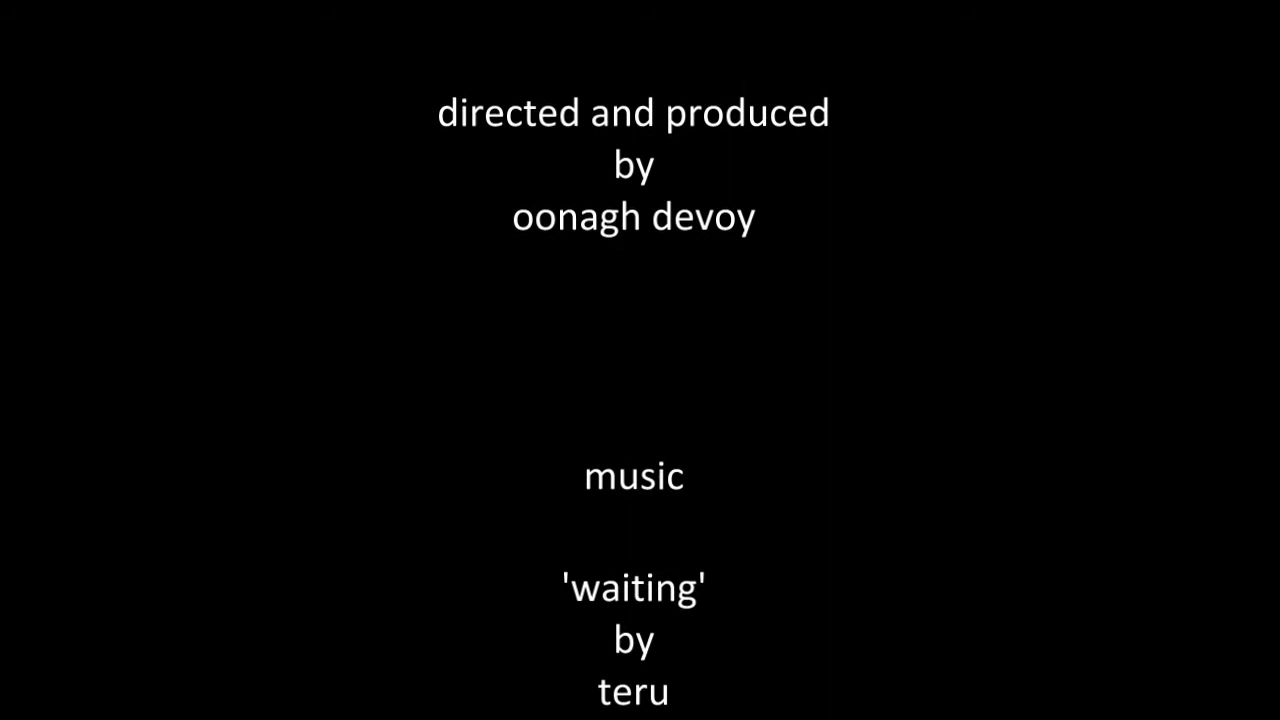 directed and produced
by
oonagh devoy
music
'waiting'
by
teru